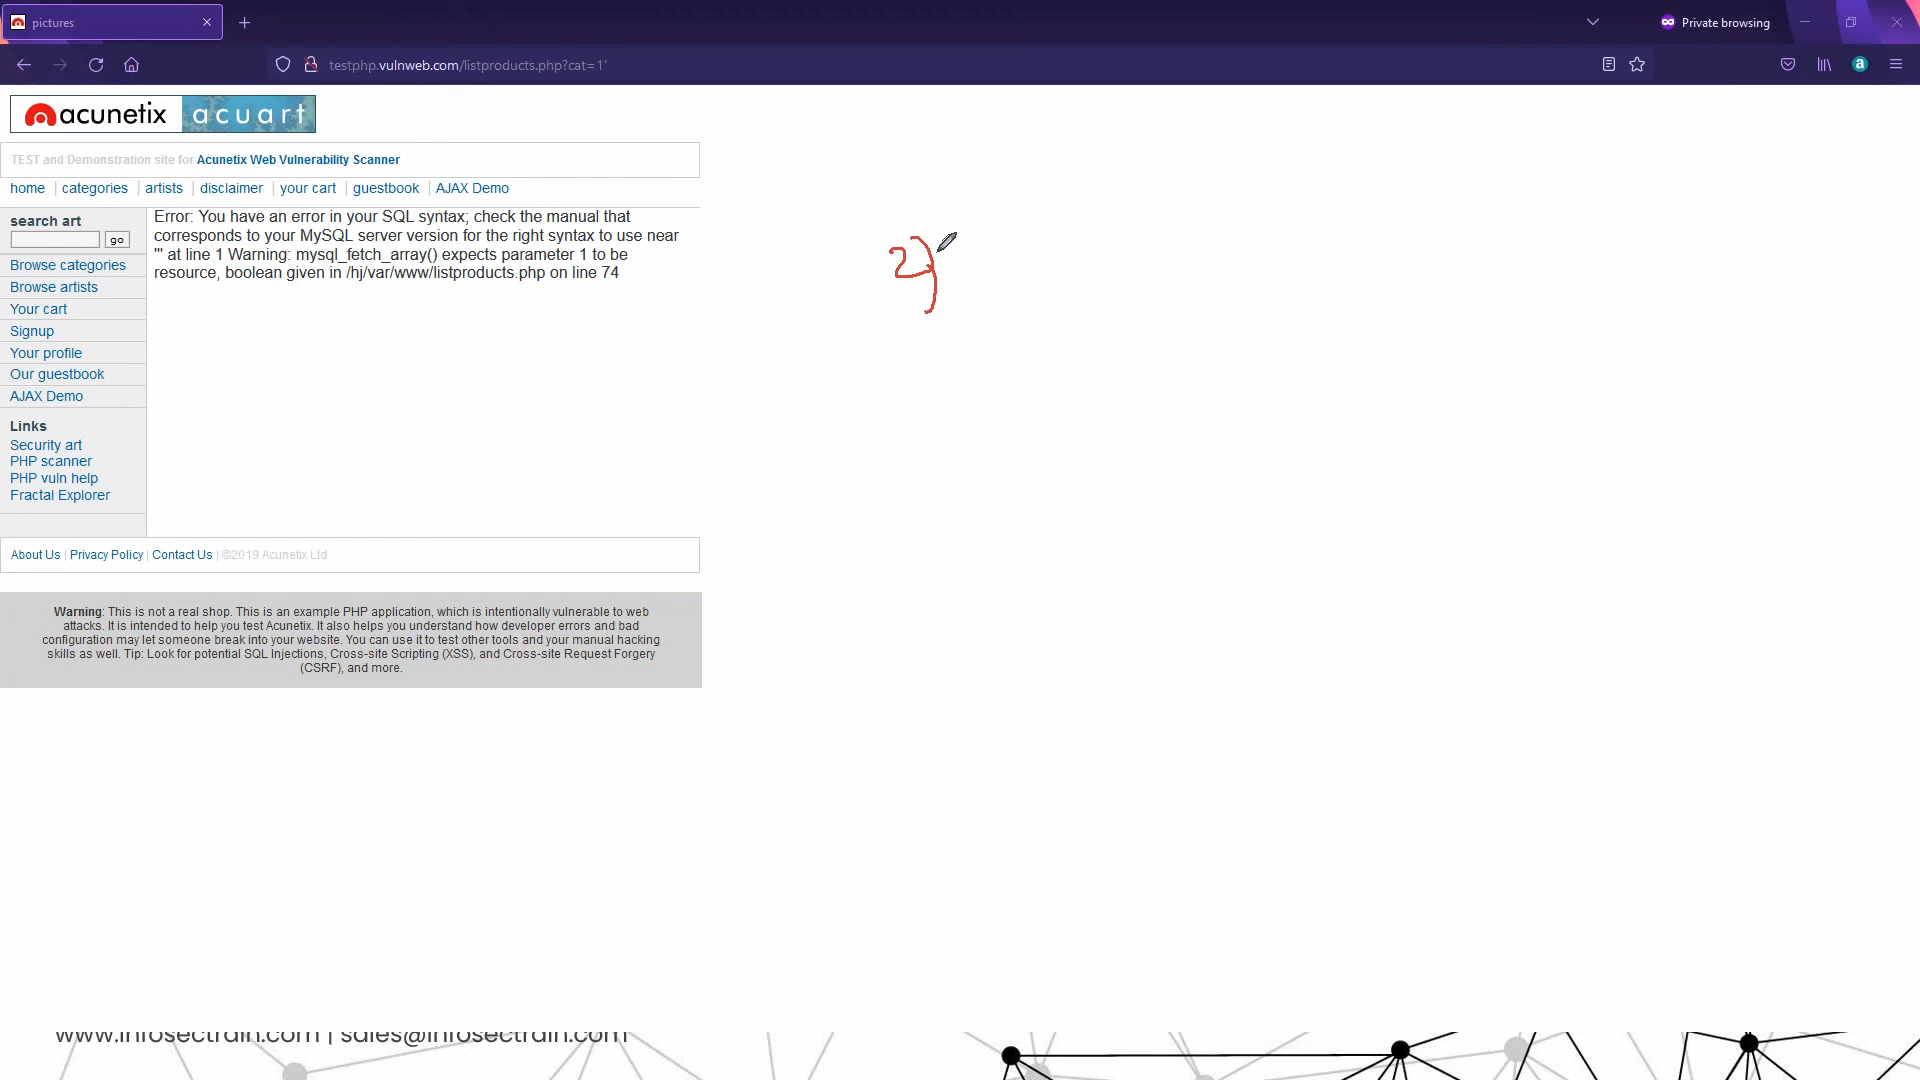 pictures
Private browsing
testphp.vulnweb.com/listproducts.php?cat=1'
a
acunetix acuart
TEST and Demonstration site for Acunetix Web Vulnerability Scanner
home | categories | artists | disclaimer | your cart | guestbook | AJAX Demo
search art
go
Browse categories
Browse artists
Your cart
Signup
Your profile
Our guestbook
AJAX Demo
Links
Security art
PHP scanner
PHP vuln help
Fractal Explorer
Error: You have an error in your SQL syntax; check the manual that
corresponds to your MySQL server version for the right syntax to use near
''' at line 1 Warning: mysql_fetch_array() expects parameter 1 to be
resource, boolean given in /hj/var/www/listproducts.php on line 74
2)
About Us | Privacy Policy | Contact Us | ©2019 Acunetix Ltd
Warning: This is not a real shop. This is an example PHP application, which is intentionally vulnerable to web
attacks. It is intended to help you test Acunetix. It also helps you understand how developer errors and bad
configuration may let someone break into your website. You can use it to test other tools and your manual hacking
skills as well. Tip: Look for potential SQL Injections, Cross-site Scripting (XSS), and Cross-site Request Forgery
(CSRF), and more.
www.infosectrain.com | sales@infosectrain.com